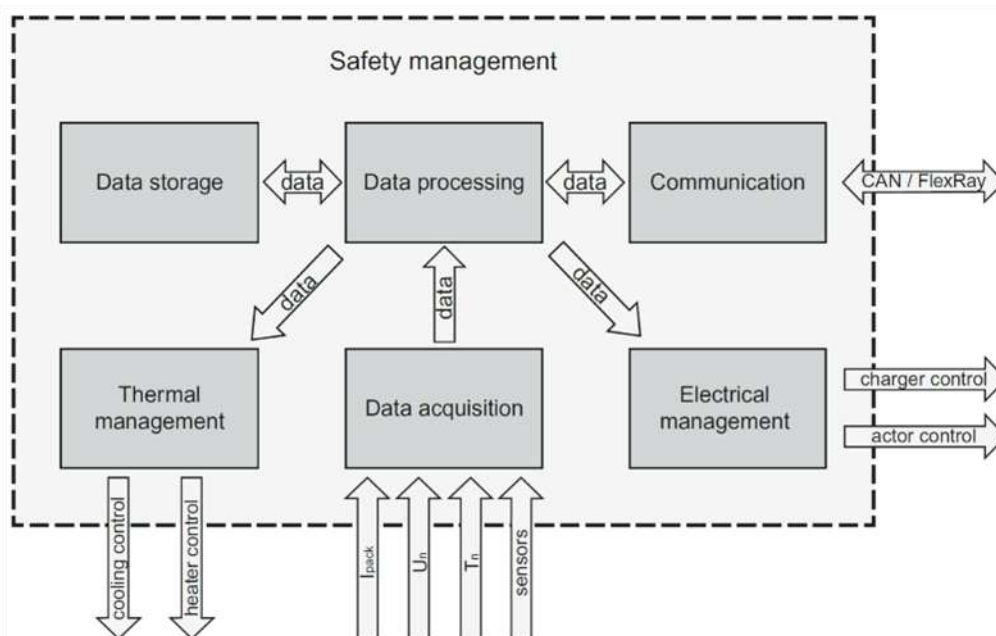 Safety management
Data storage
data
Data processing
data
Communication
CAN / FlexRay
data
data
data
Thermal
management
Data acquisition
Electrical
management
charger control
actor control
cooling control
heater control
Ipack
Un
Tn
sensors